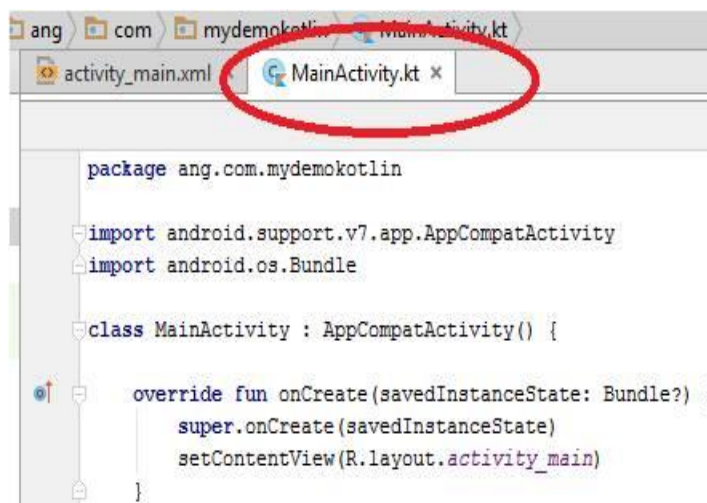 ang com mydemokotlin MainActivity.kt
activity_main.xml MainActivity.kt
package ang.com.mydemokotlin
import android.support.v7.app.AppCompatActivity
import android.os.Bundle
class MainActivity : AppCompatActivity() {
override fun onCreate(savedInstanceState: Bundle?)
super.onCreate(savedInstanceState)
setContentView(R.layout.activity_main)
}